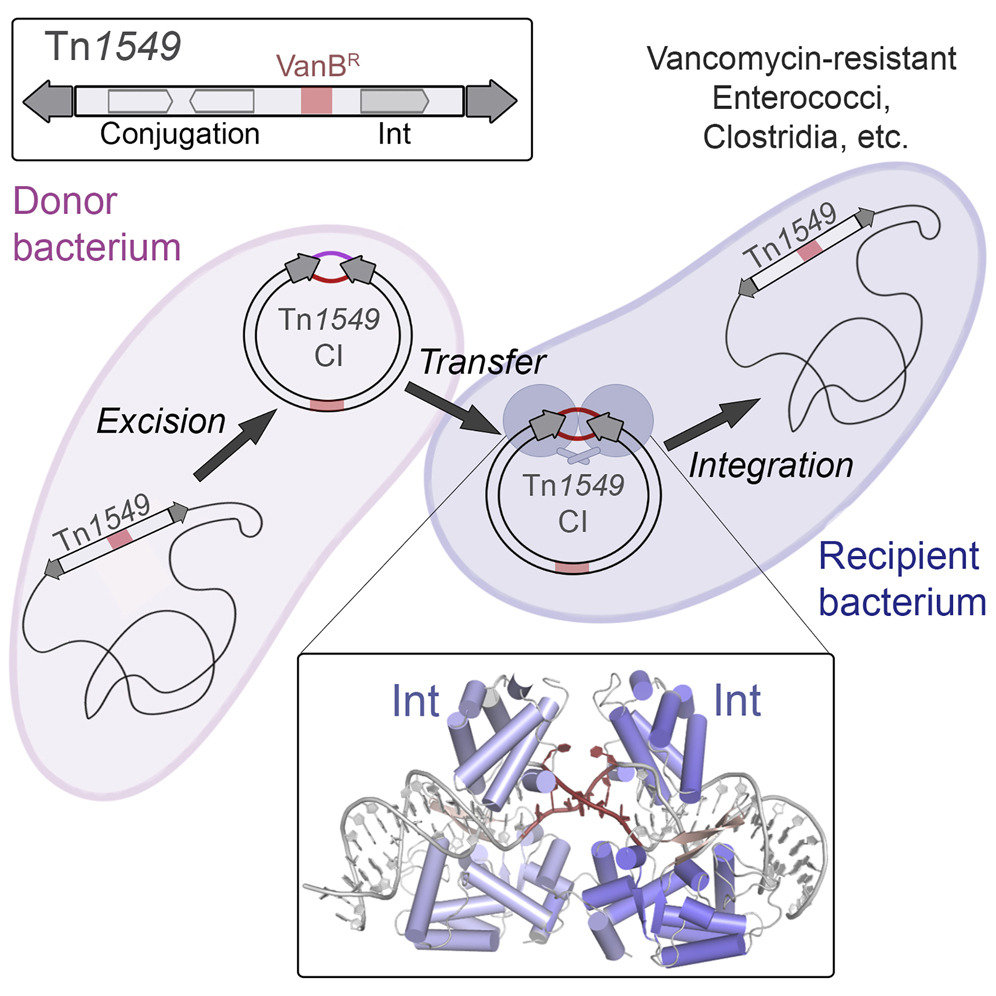 Tn1549
VanBᴿ
Conjugation
Int
Vancomycin-resistant
Enterococci,
Clostridia, etc.
Donor
bacterium
Tn1549
CI
Transfer
Excision
Tn1549
Tn1549
Tn1549
CI
Integration
Recipient
bacterium
Int
Int